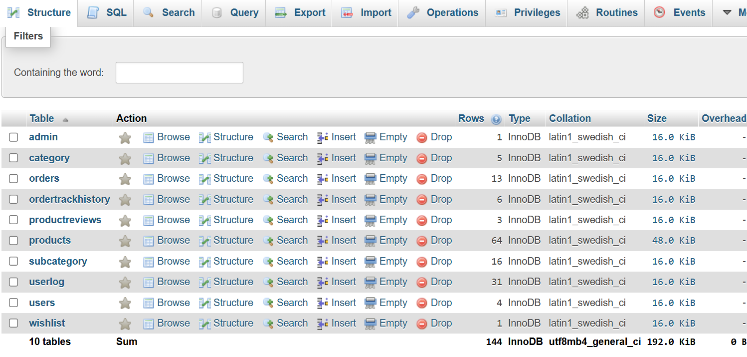 Structure SQL Search Query Export Import Operations Privileges Routines Events
Filters
Containing the word:
Table Action Rows Type Collation Size Overhead
admin Browse Structure Search Insert Empty Drop 1 InnoDB latin1_swedish_ci 16.0 KiB -
category Browse Structure Search Insert Empty Drop 5 InnoDB latin1_swedish_ci 16.0 KiB -
orders Browse Structure Search Insert Empty Drop 13 InnoDB latin1_swedish_ci 16.0 KiB -
ordertrackhistory Browse Structure Search Insert Empty Drop 6 InnoDB latin1_swedish_ci 16.0 KiB -
productreviews Browse Structure Search Insert Empty Drop 3 InnoDB latin1_swedish_ci 16.0 KiB -
products Browse Structure Search Insert Empty Drop 64 InnoDB latin1_swedish_ci 48.0 KiB -
subcategory Browse Structure Search Insert Empty Drop 16 InnoDB latin1_swedish_ci 16.0 KiB -
userlog Browse Structure Search Insert Empty Drop 31 InnoDB latin1_swedish_ci 16.0 KiB -
users Browse Structure Search Insert Empty Drop 4 InnoDB latin1_swedish_ci 16.0 KiB -
wishlist Browse Structure Search Insert Empty Drop 1 InnoDB latin1_swedish_ci 16.0 KiB -
10 tables Sum 144 InnoDB utf8mb4_general_ci 192.0 KiB 0 B